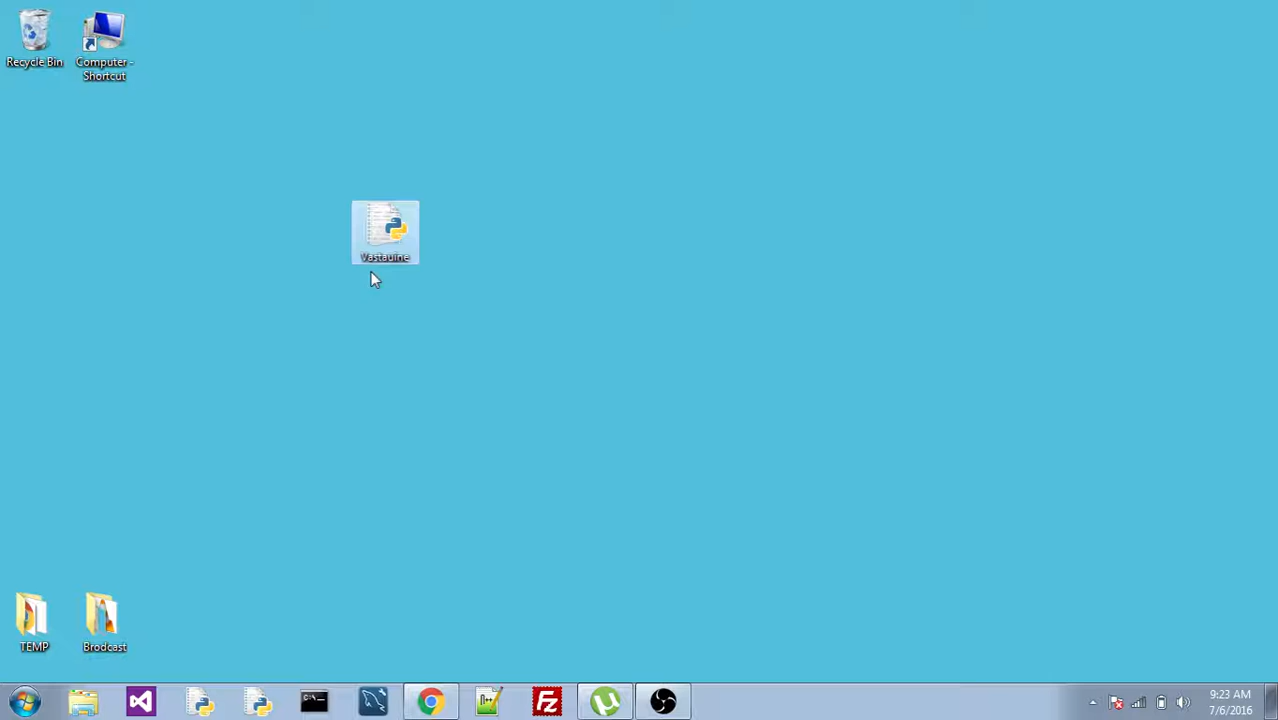 Recycle Bin
Computer -
Shortcut
Vastauine
TEMP
Brodcast
9:23 AM
7/6/2016